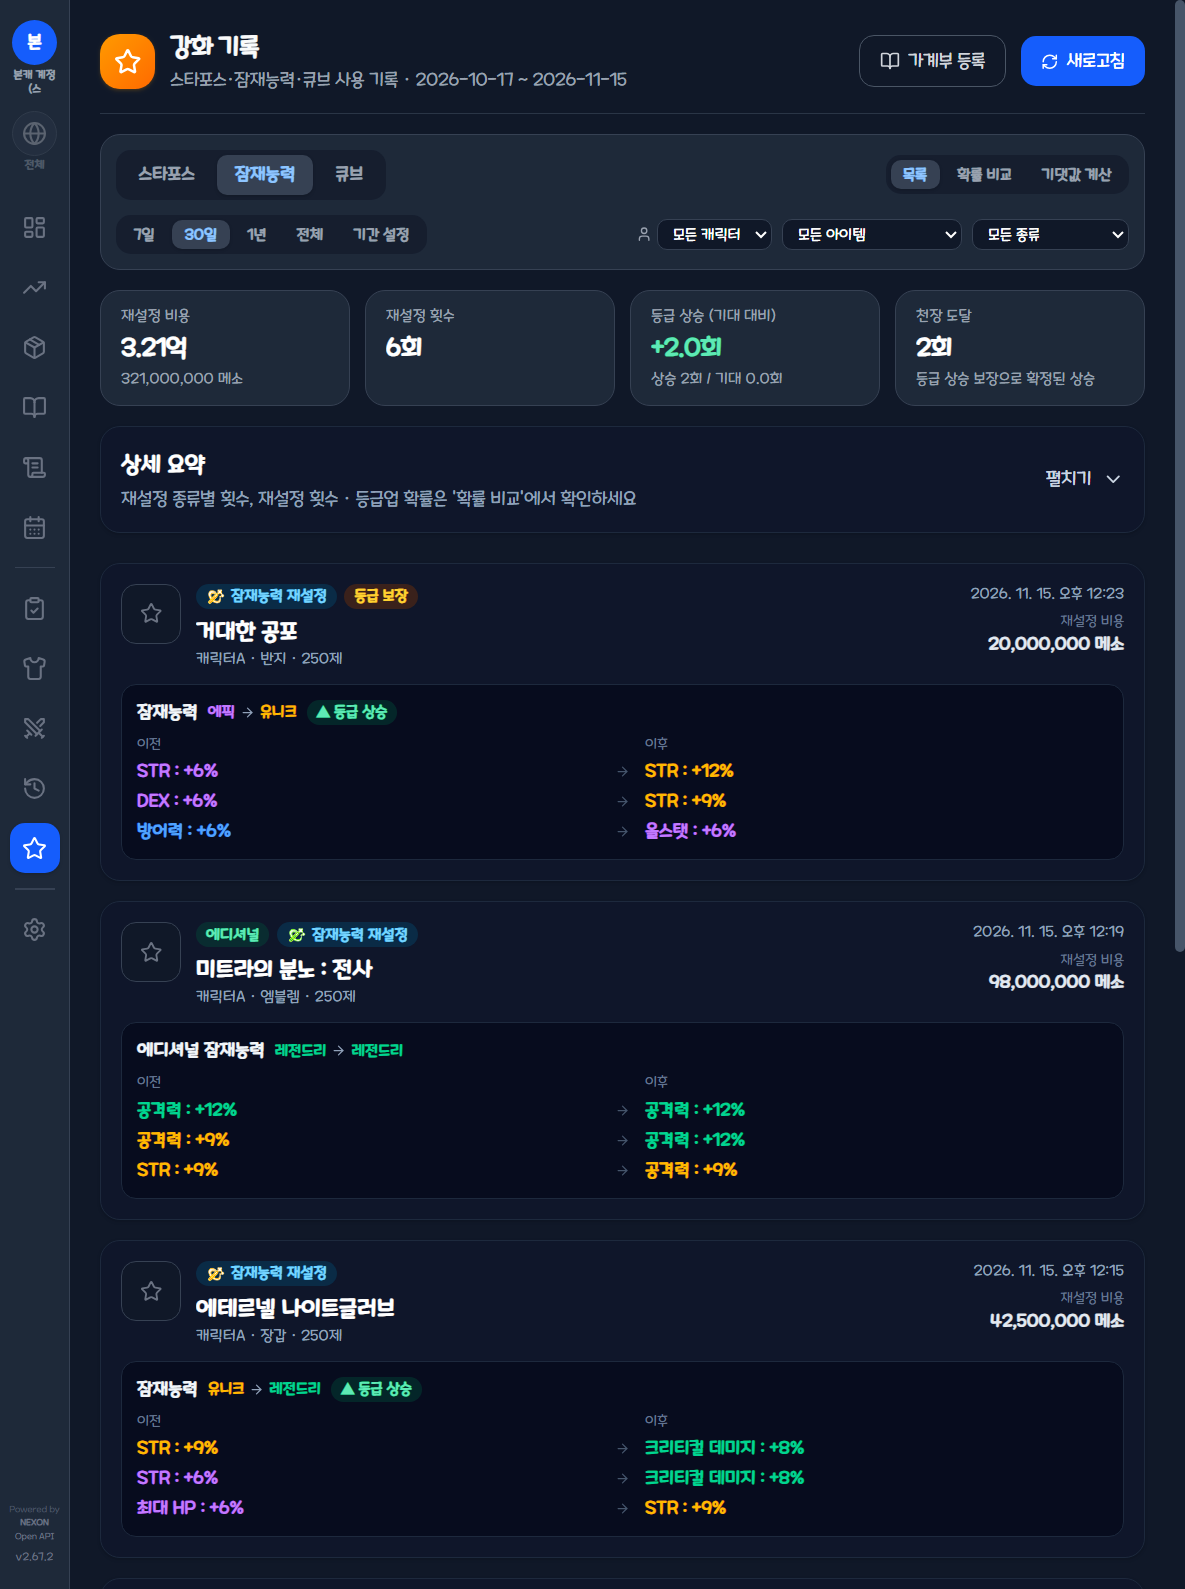 본
본캐 계정
(스
전체
Powered by
NEXON
Open API
v2.67.2
강화 기록
스타포스·잠재능력·큐브 사용 기록 · 2026-10-17 ~ 2026-11-15
가계부 등록
새로고침
스타포스
잠재능력
큐브
목록
확률 비교
기댓값 계산
7일
30일
1년
전체
기간 설정
모든 캐릭터
모든 아이템
모든 종류
재설정 비용
3.21억
321,000,000 메소
재설정 횟수
6회
등급 상승 (기대 대비)
+2.0회
상승 2회 / 기대 0.0회
천장 도달
2회
등급 상승 보장으로 확정된 상승
상세 요약
재설정 종류별 횟수, 재설정 횟수 · 등급업 확률은 '확률 비교'에서 확인하세요
펼치기
잠재능력 재설정
등급 보장
거대한 공포
캐릭터A · 반지 · 250제
2026. 11. 15. 오후 12:23
재설정 비용
20,000,000 메소
잠재능력 에픽 → 유니크 ▲ 등급 상승
이전
이후
STR : +6% → STR : +12%
DEX : +6% → STR : +9%
방어력 : +6% → 올스탯 : +6%
에디셔널
잠재능력 재설정
미트라의 분노 : 전사
캐릭터A · 엠블렘 · 250제
2026. 11. 15. 오후 12:19
재설정 비용
98,000,000 메소
에디셔널 잠재능력 레전드리 → 레전드리
이전
이후
공격력 : +12% → 공격력 : +12%
공격력 : +9% → 공격력 : +12%
STR : +9% → 공격력 : +9%
잠재능력 재설정
에테르넬 나이트글러브
캐릭터A · 장갑 · 250제
2026. 11. 15. 오후 12:15
재설정 비용
42,500,000 메소
잠재능력 유니크 → 레전드리 ▲ 등급 상승
이전
이후
STR : +9% → 크리티컬 데미지 : +8%
STR : +6% → 크리티컬 데미지 : +8%
최대 HP : +6% → STR : +9%